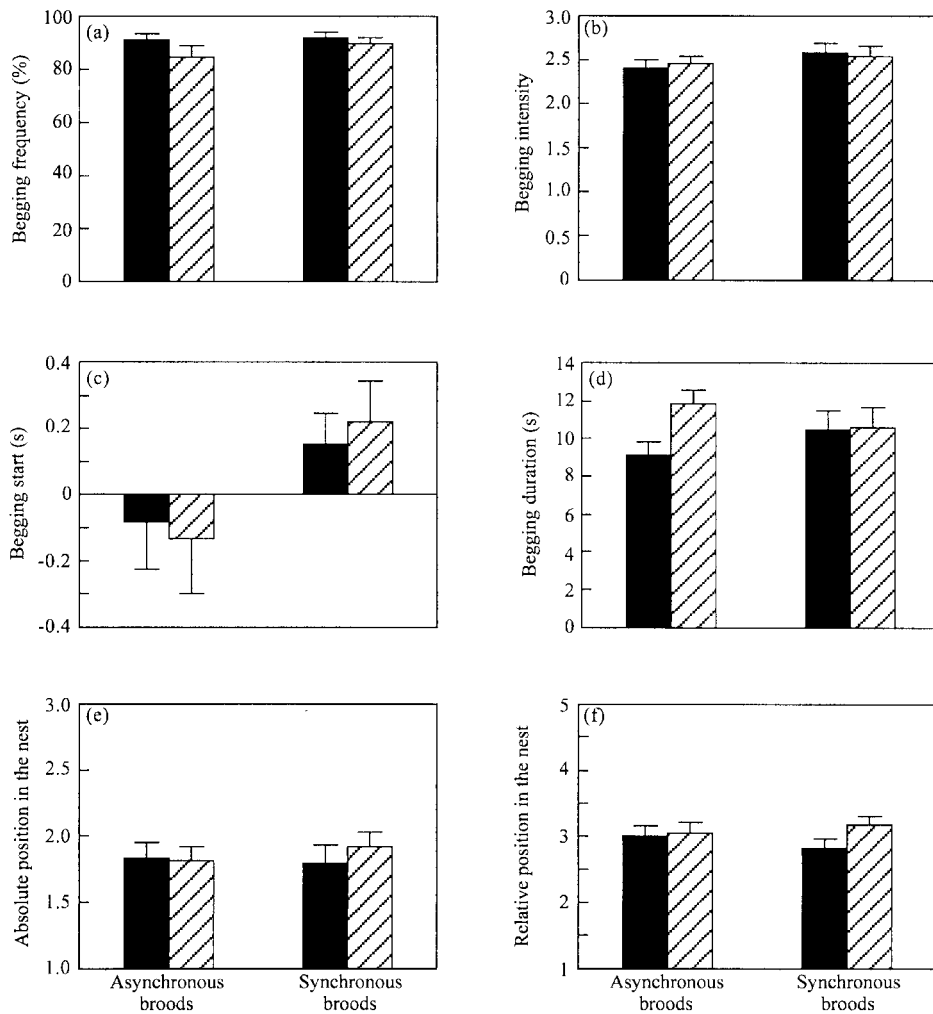 (a)
Begging frequency (%)
100
80
60
40
20
0
(b)
Begging intensity
3.0
2.5
2.0
1.5
1.0
0.5
0
(c)
Begging start (s)
0.4
0.2
0
-0.2
-0.4
(d)
Begging duration (s)
14
12
10
8
6
4
2
0
(e)
Absolute position in the nest
3.0
2.5
2.0
1.5
1.0
Asynchronous
broods
Synchronous
broods
(f)
Relative position in the nest
5
4
3
2
1
Asynchronous
broods
Synchronous
broods